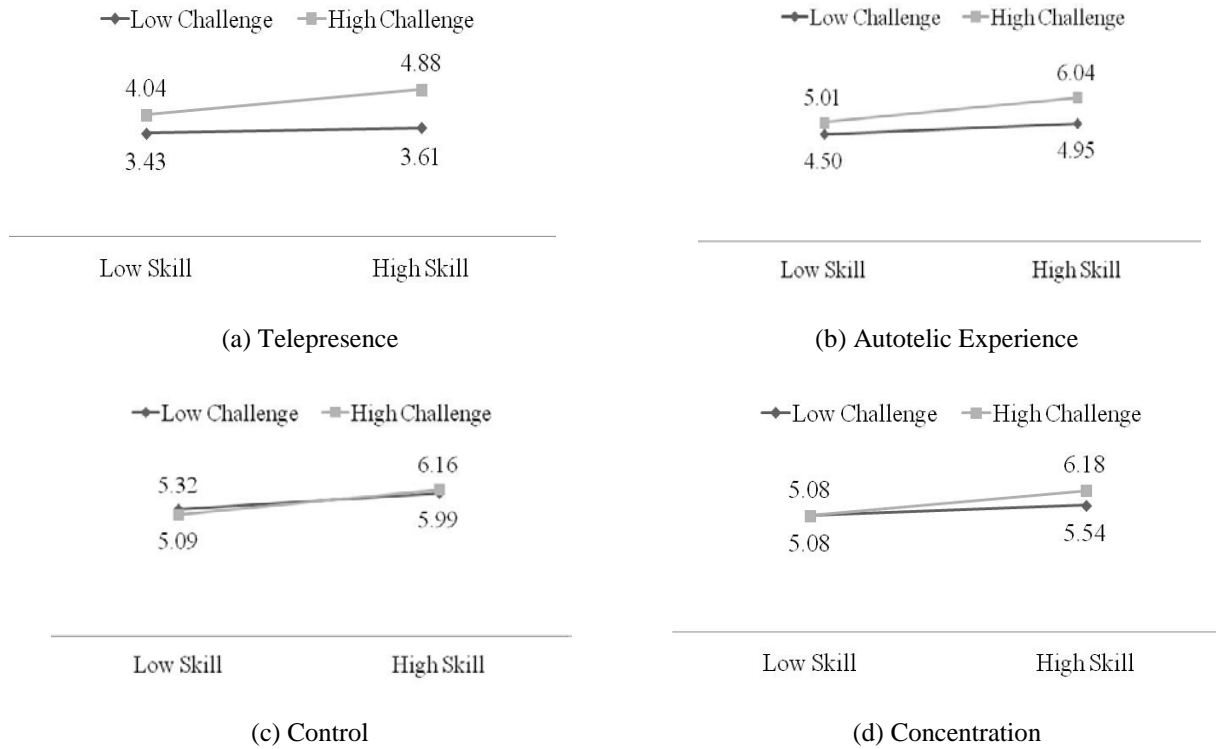 Low Challenge High Challenge
4.04
4.88
3.43
3.61
Low Skill High Skill
(a) Telepresence
Low Challenge High Challenge
5.01
6.04
4.50
4.95
Low Skill High Skill
(b) Autotelic Experience
Low Challenge High Challenge
5.32
6.16
5.09
5.99
Low Skill High Skill
(c) Control
Low Challenge High Challenge
5.08
6.18
5.08
5.54
Low Skill High Skill
(d) Concentration